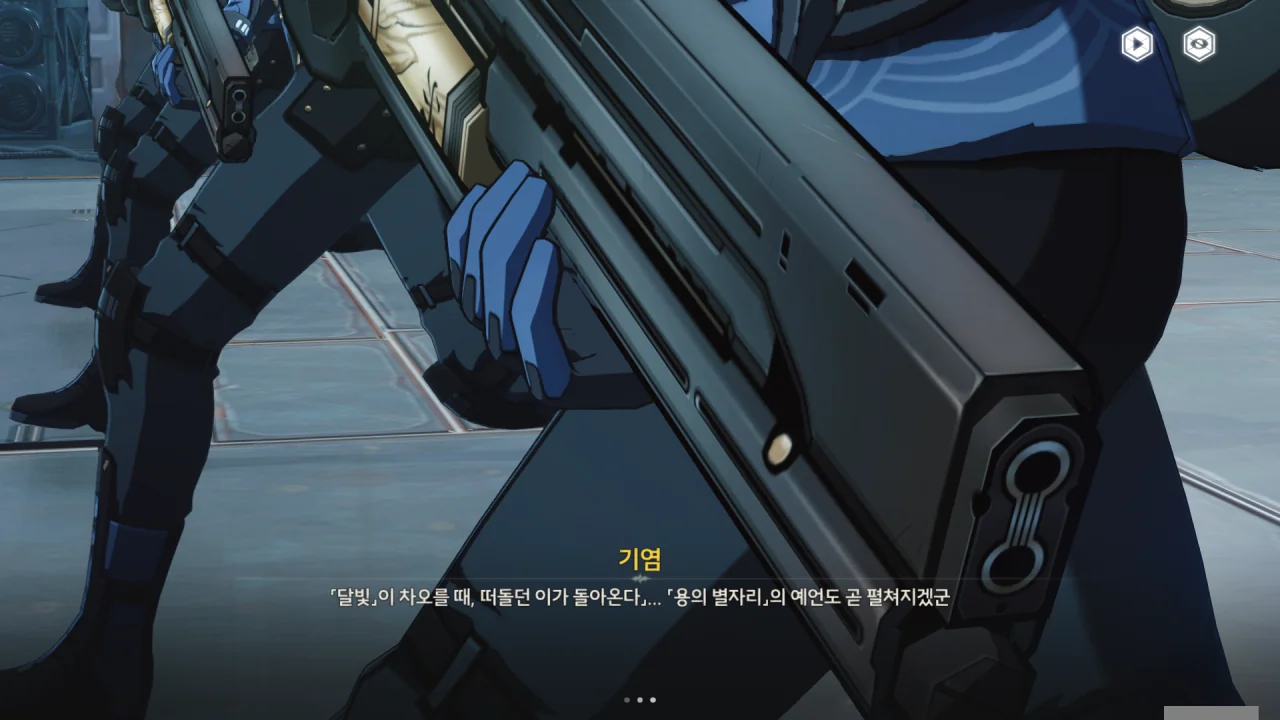 기염
「달빛」이 차오를 때, 떠돌던 이가 돌아온다」... 「용의 별자리」의 예언도 곧 펼쳐지겠군